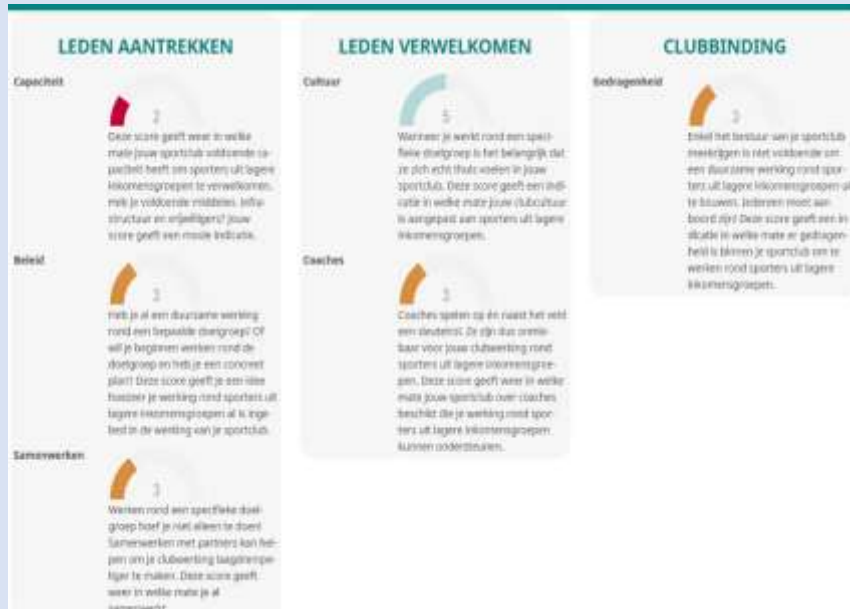 LEDEN AANTREKKEN
Capaciteit
2
Deze score geeft weer in welke
mate jouw sportclub voldoende ca-
paciteit heeft om sporters uit lagere
inkomensgroepen te verwelkomen.
Heb je voldoende middelen, infra-
structuur en vrijwilligers? Jouw
score geeft een mooie indicatie.
Beleid
3
Heb je al een duurzame werking
rond een bepaalde doelgroep? Of
wil je beginnen werken rond de
doelgroep en heb je een concreet
plan? Deze score geeft je een idee
hoezeer je werking rond sporters uit
lagere inkomensgroepen al is inge-
bed in de werking van je sportclub.
Samenwerken
3
Werken rond een specifieke doel-
groep hoef je niet alleen te doen!
Samenwerken met partners kan hel-
pen om je clubwerking laagdrempe-
liger te maken. Deze score geeft
weer in welke mate je al
samenwerkt.
LEDEN VERWELKOMEN
Cultuur
5
Wanneer je werkt rond een speci-
fieke doelgroep is het belangrijk dat
ze zich echt thuis voelen in jouw
sportclub. Deze score geeft een indi-
catie in welke mate jouw clubcultuur
is aangepast aan sporters uit lagere
inkomensgroepen.
Coaches
3
Coaches spelen op én naast het veld
een sleutelrol. Ze zijn dus onmis-
baar voor jouw clubwerking rond
sporters uit lagere inkomensgroe-
pen. Deze score geeft weer in welke
mate jouw sportclub over coaches
beschikt die je werking rond spor-
ters uit lagere inkomensgroepen
kunnen ondersteunen.
CLUBBINDING
Gedragenheid
3
Enkel het bestuur van je sportclub
meekrijgen is niet voldoende om
een duurzame werking rond spor-
ters uit lagere inkomensgroepen uit
te bouwen. Iedereen moet aan
boord zijn! Deze score geeft een in-
dicatie in welke mate er gedragen-
heid is binnen je sportclub om te
werken rond sporters uit lagere
inkomensgroepen.